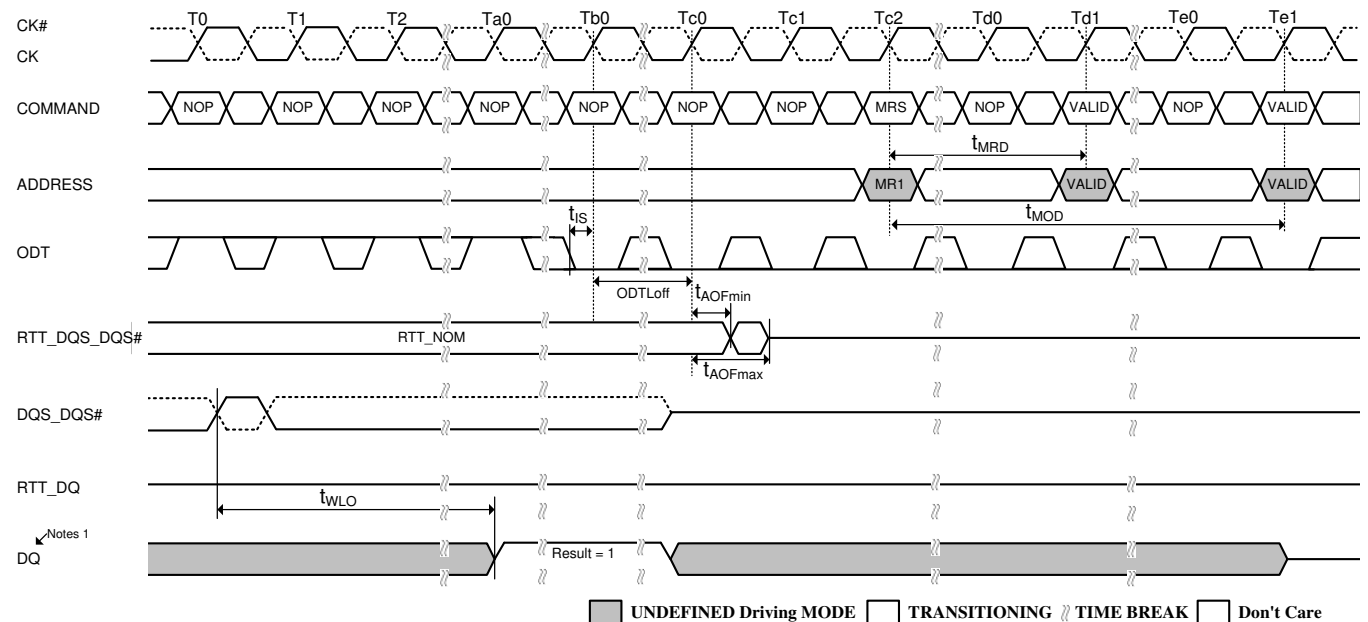 T0 T1 T2 Ta0 Tb0 Tc0 Tc1 Tc2 Td0 Td1 Te0 Te1
CK#
CK
COMMAND NOP NOP NOP NOP NOP NOP NOP MRS NOP VALID NOP VALID
tMRD
ADDRESS MR1 VALID VALID
tIS tMOD
ODT
ODTLoff tAOFmin
RTT_DQS_DQS# RTT_NOM
tAOFmax
DQS_DQS#
RTT_DQ
tWLO
Notes 1
DQ Result = 1
UNDEFINED Driving MODE TRANSITIONING TIME BREAK Don't Care